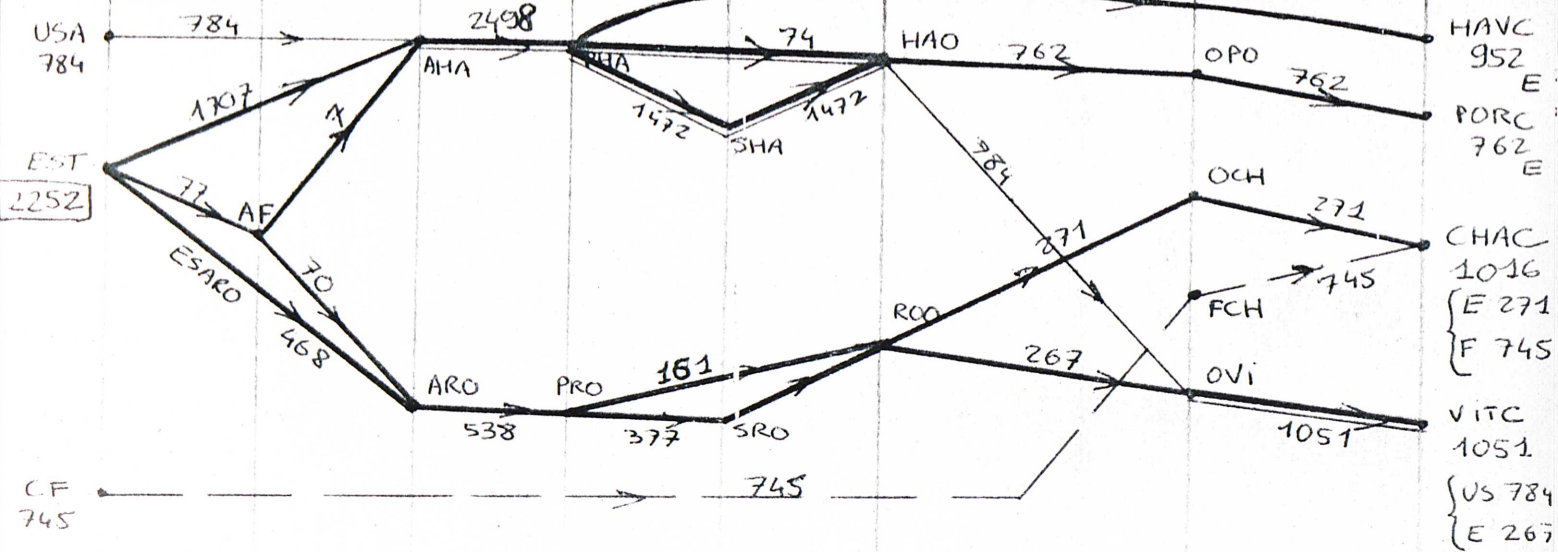 USA
784
784
2498
AHA
PHA
74
HAO
762
OPO
762
HAVC
952
E
PORC
762
E
1707
7
1472
1472
SHA
EST
2252
77
AF
70
ESARO
468
784
271
OCH
271
CHAC
1016
E 271
F 745
745
FCH
ROO
267
OVi
1051
ViTC
1051
US 784
E 267
ARO
538
PRO
161
377
SRO
CF
745
745